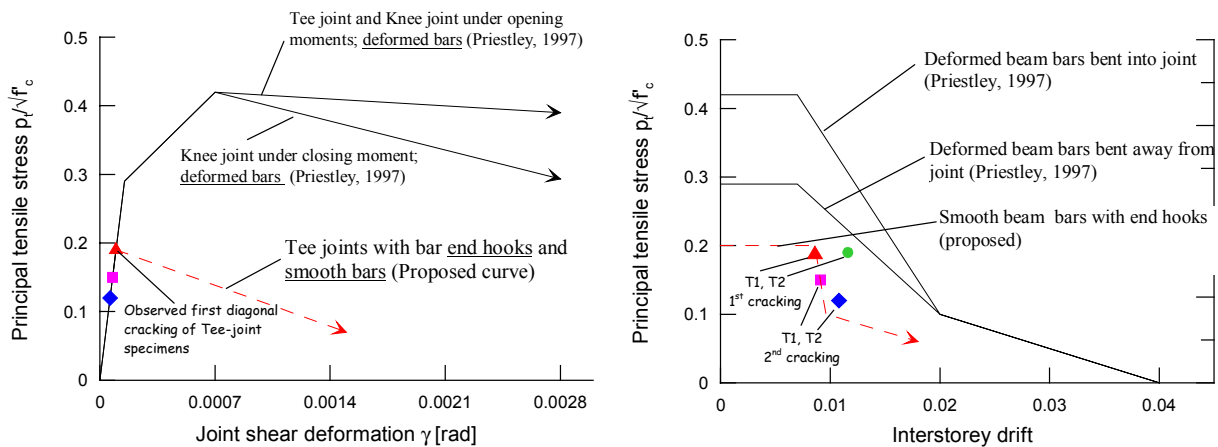 Tee joint and Knee joint under opening
moments; deformed bars (Priestley, 1997)
0.5
0.4
0.3
0.2
0.1
0
Principal tensile stress pt/√f'c
Knee joint under closing moment;
deformed bars (Priestley, 1997)
Tee joints with bar end hooks and
smooth bars (Proposed curve)
Observed first diagonal
cracking of Tee-joint
specimens
0
0.0007
0.0014
0.0021
0.0028
Joint shear deformation γ [rad]
0.5
0.4
0.3
0.2
0.1
0
Principal tensile stress pt/√f'c
Deformed beam bars bent into joint
(Priestley, 1997)
Deformed beam bars bent away from
joint (Priestley, 1997)
Smooth beam bars with end hooks
(proposed)
T1, T2
1st cracking
T1, T2
2nd cracking
0
0.01
0.02
0.03
0.04
Interstorey drift